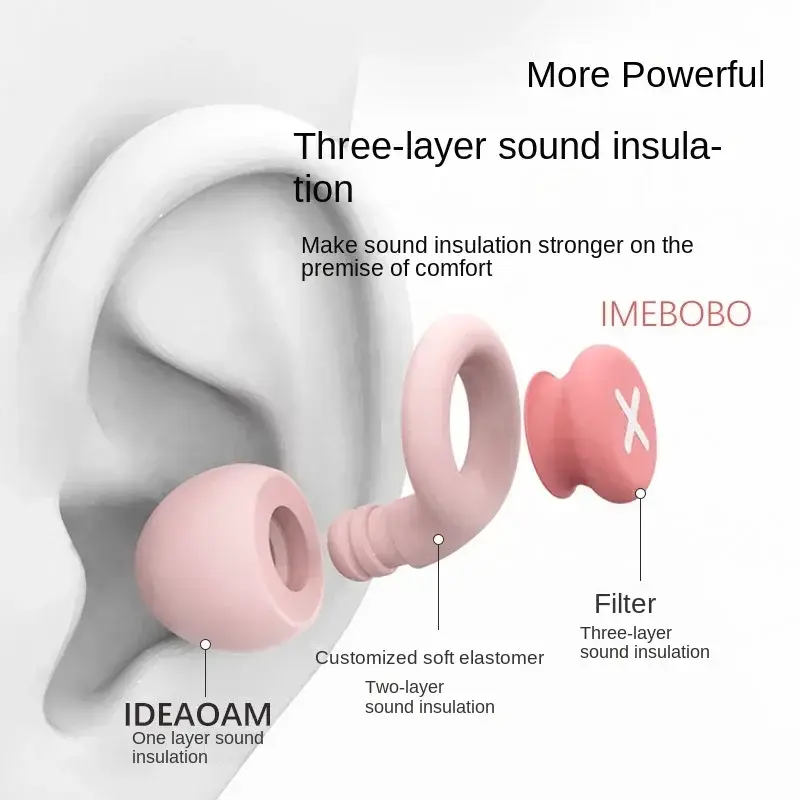 More Powerful
Three-layer sound insula-
tion
Make sound insulation stronger on the
premise of comfort
IMEBOBO
X
Filter
Three-layer
sound insulation
Customized soft elastomer
Two-layer
sound insulation
IDEAOAM
One layer sound
insulation